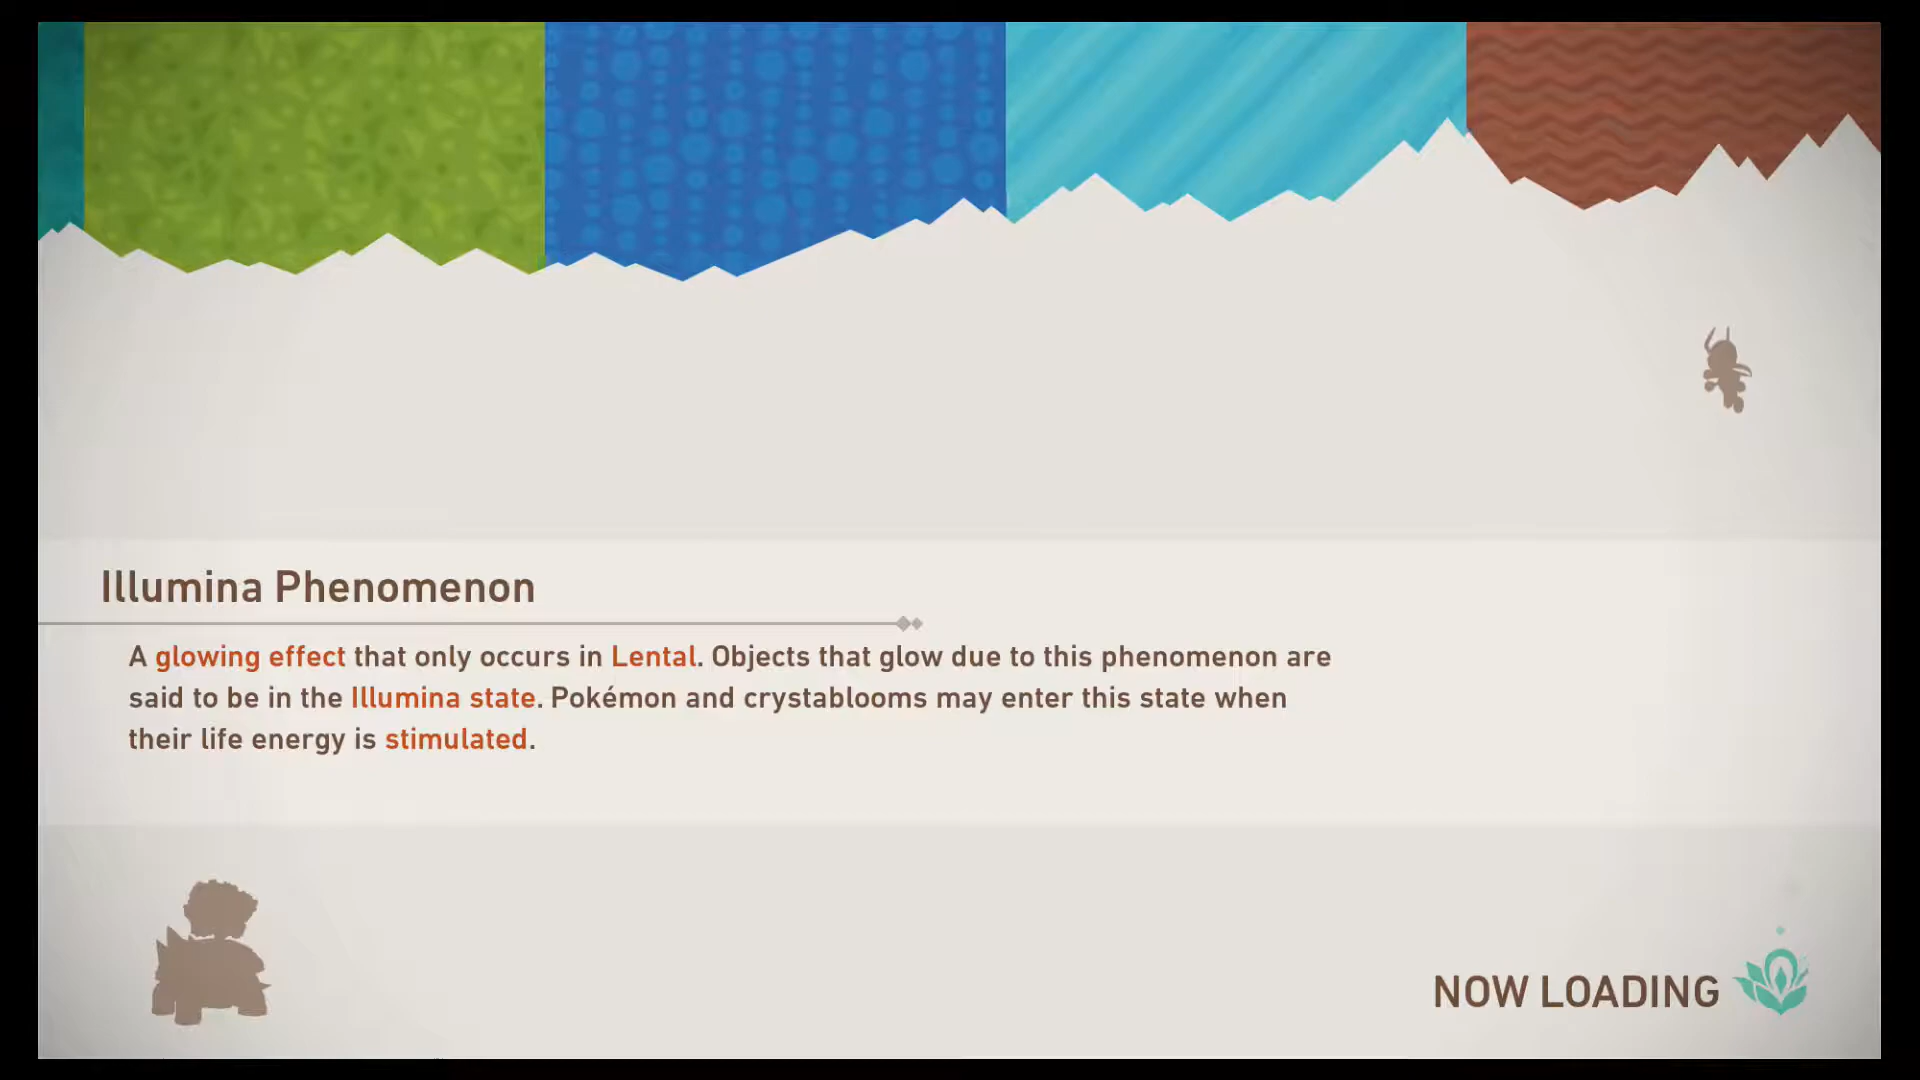 Illumina Phenomenon
A glowing effect that only occurs in Lental. Objects that glow due to this phenomenon are
said to be in the Illumina state. Pokémon and crystablooms may enter this state when
their life energy is stimulated.
NOW LOADING